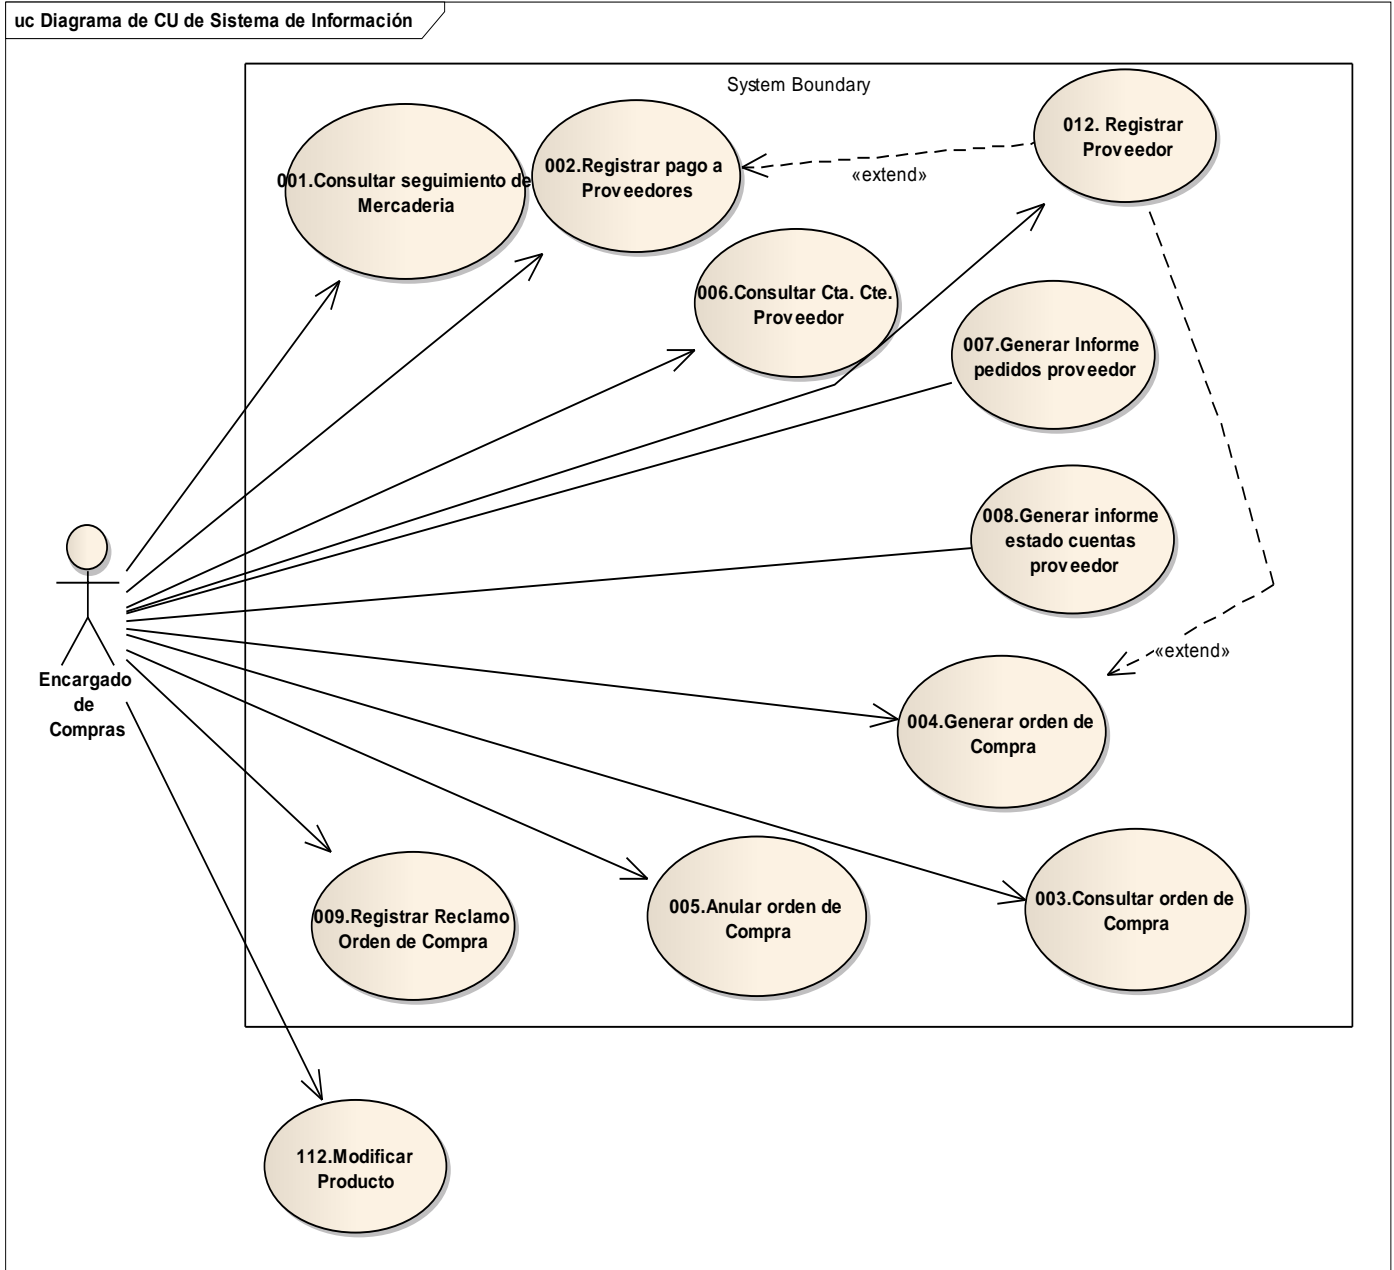 uc Diagrama de CU de Sistema de Información
System Boundary
012. Registrar
Proveedor
002.Registrar pago a
Proveedores
«extend»
001.Consultar seguimiento de
Mercaderia
006.Consultar Cta. Cte.
Proveedor
007.Generar Informe
pedidos proveedor
008.Generar informe
estado cuentas
proveedor
«extend»
Encargado
de
Compras
004.Generar orden de
Compra
009.Registrar Reclamo
Orden de Compra
005.Anular orden de
Compra
003.Consultar orden de
Compra
112.Modificar
Producto